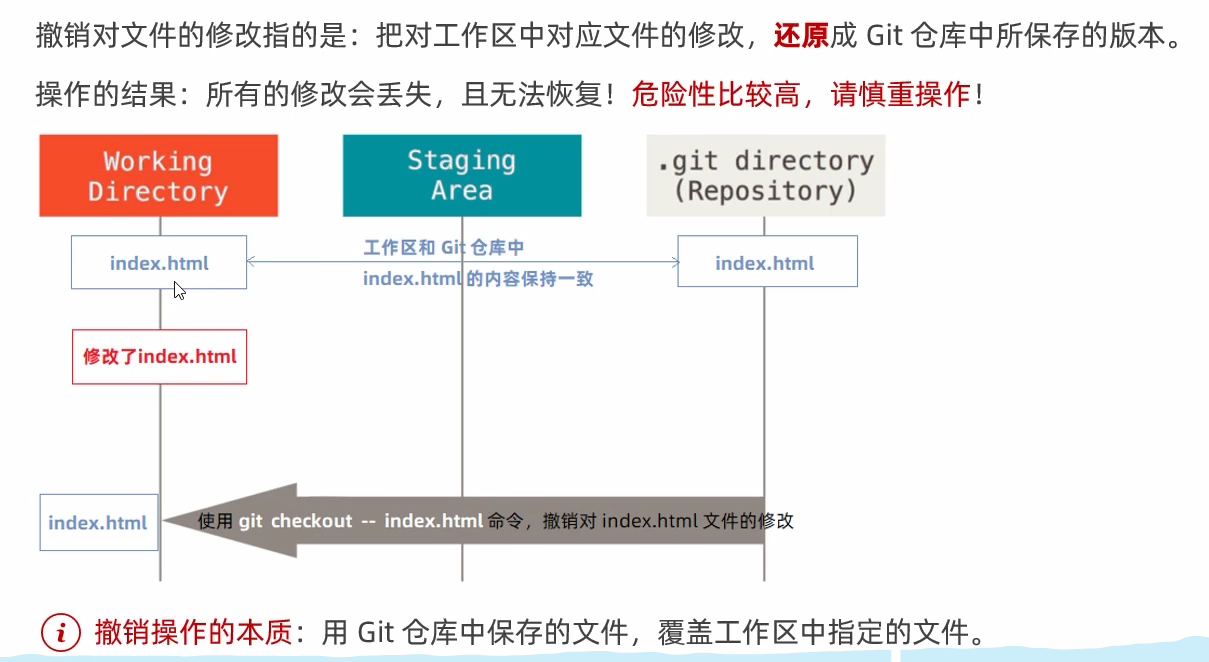 撤销对文件的修改指的是：把对工作区中对应文件的修改，还原成 Git 仓库中所保存的版本。
操作的结果：所有的修改会丢失，且无法恢复！危险性比较高，请慎重操作！
Working
Directory
Staging
Area
.git directory
(Repository)
index.html
工作区和 Git 仓库中
index.html 的内容保持一致
index.html
修改了index.html
index.html
使用 git checkout -- index.html 命令，撤销对 index.html 文件的修改
i 撤销操作的本质：用 Git 仓库中保存的文件，覆盖工作区中指定的文件。